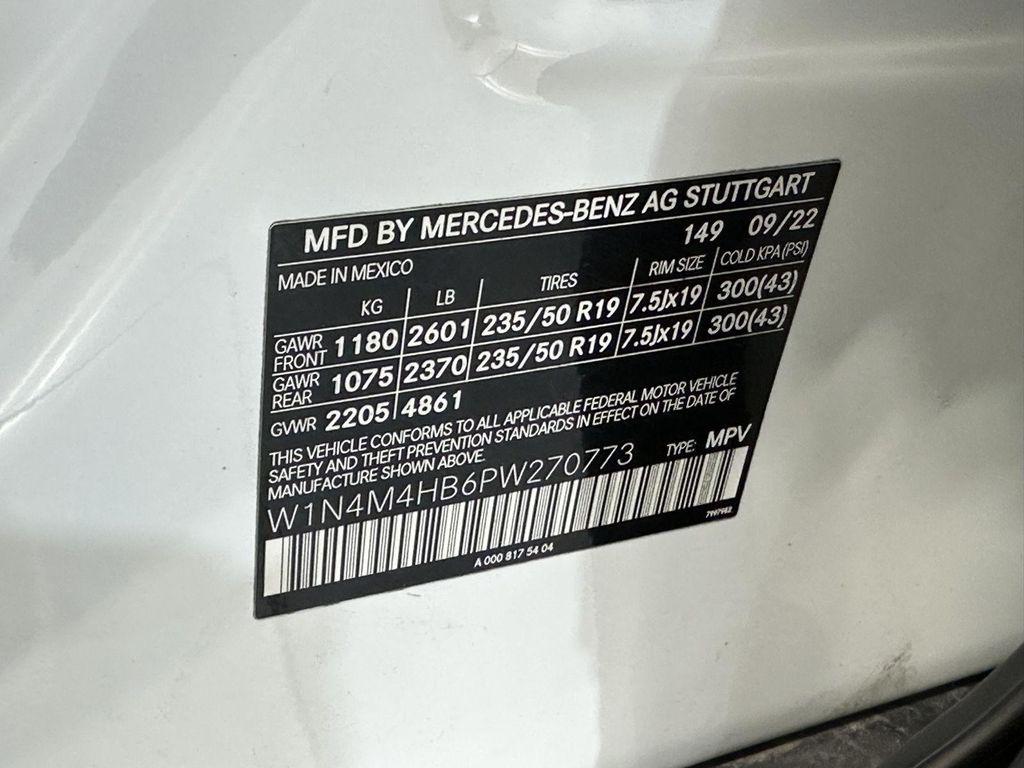 MFD BY MERCEDES-BENZ AG STUTTGART
149 09/22
MADE IN MEXICO
KG LB TIRES RIM SIZE COLD KPA (PSI)
GAWR FRONT 1180 2601 235/50 R19 7.5Jx19 300(43)
GAWR REAR 1075 2370 235/50 R19 7.5Jx19 300(43)
GVWR 2205 4861
THIS VEHICLE CONFORMS TO ALL APPLICABLE FEDERAL MOTOR VEHICLE
SAFETY AND THEFT PREVENTION STANDARDS IN EFFECT ON THE DATE OF
MANUFACTURE SHOWN ABOVE.
W1N4M4HB6PW270773 TYPE: MPV
A 000 817 54 04
7997982